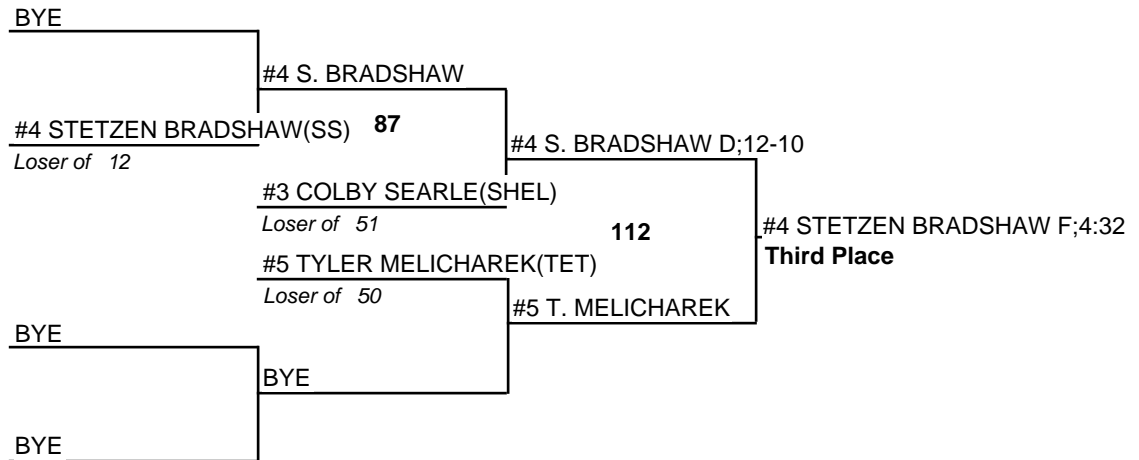 BYE
#4 S. BRADSHAW
#4 STETZEN BRADSHAW(SS) 87
Loser of 12
#4 S. BRADSHAW D;12-10
#3 COLBY SEARLE(SHEL)
Loser of 51
112
#4 STETZEN BRADSHAW F;4:32
Third Place
#5 TYLER MELICHAREK(TET)
Loser of 50
#5 T. MELICHAREK
BYE
BYE
BYE